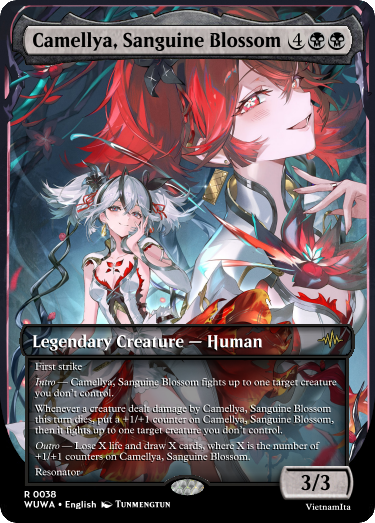 Camellya, Sanguine Blossom 4
Legendary Creature — Human
First strike
Intro — Camellya, Sanguine Blossom fights up to one target creature
you don't control.
Whenever a creature dealt damage by Camellya, Sanguine Blossom
this turn dies, put a +1/+1 counter on Camellya, Sanguine Blossom,
then it fights up to one target creature you don't control.
Outro — Lose X life and draw X cards, where X is the number of
+1/+1 counters on Camellya, Sanguine Blossom.
Resonator
3/3
R 0038
WUWA • English Tunmengtun
VietnamIta